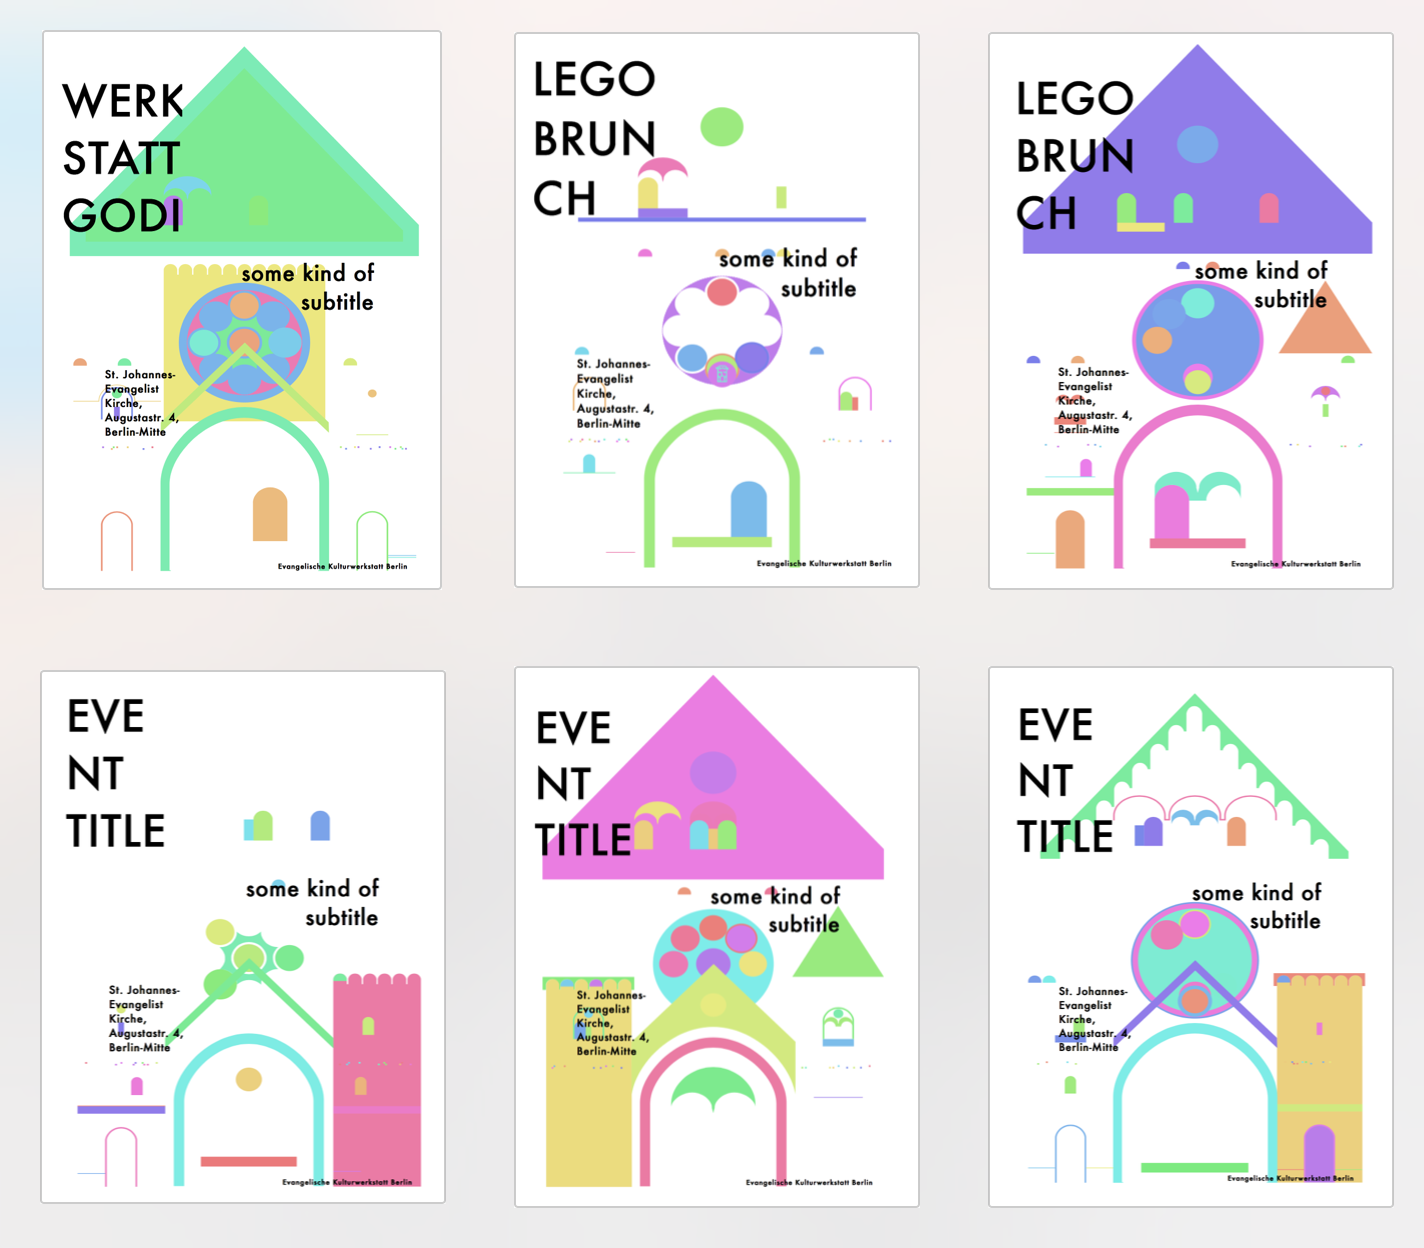 WERK
STATT
GODI
some kind of
subtitle
St. Johannes-
Evangelist
Kirche,
Augustastr. 4,
Berlin-Mitte
Evangelische Kulturwerkstatt Berlin
LEGO
BRUN
CH
some kind of
subtitle
St. Johannes-
Evangelist
Kirche,
Augustastr. 4,
Berlin-Mitte
Evangelische Kulturwerkstatt Berlin
LEGO
BRUN
CH
some kind of
subtitle
St. Johannes-
Evangelist
Kirche,
Augustastr. 4,
Berlin-Mitte
Evangelische Kulturwerkstatt Berlin
EVE
NT
TITLE
some kind of
subtitle
St. Johannes-
Evangelist
Kirche,
Augustastr. 4,
Berlin-Mitte
Evangelische Kulturwerkstatt Berlin
EVE
NT
TITLE
some kind of
subtitle
St. Johannes-
Evangelist
Kirche,
Augustastr. 4,
Berlin-Mitte
Evangelische Kulturwerkstatt Berlin
EVE
NT
TITLE
some kind of
subtitle
St. Johannes-
Evangelist
Kirche,
Augustastr. 4,
Berlin-Mitte
Evangelische Kulturwerkstatt Berlin